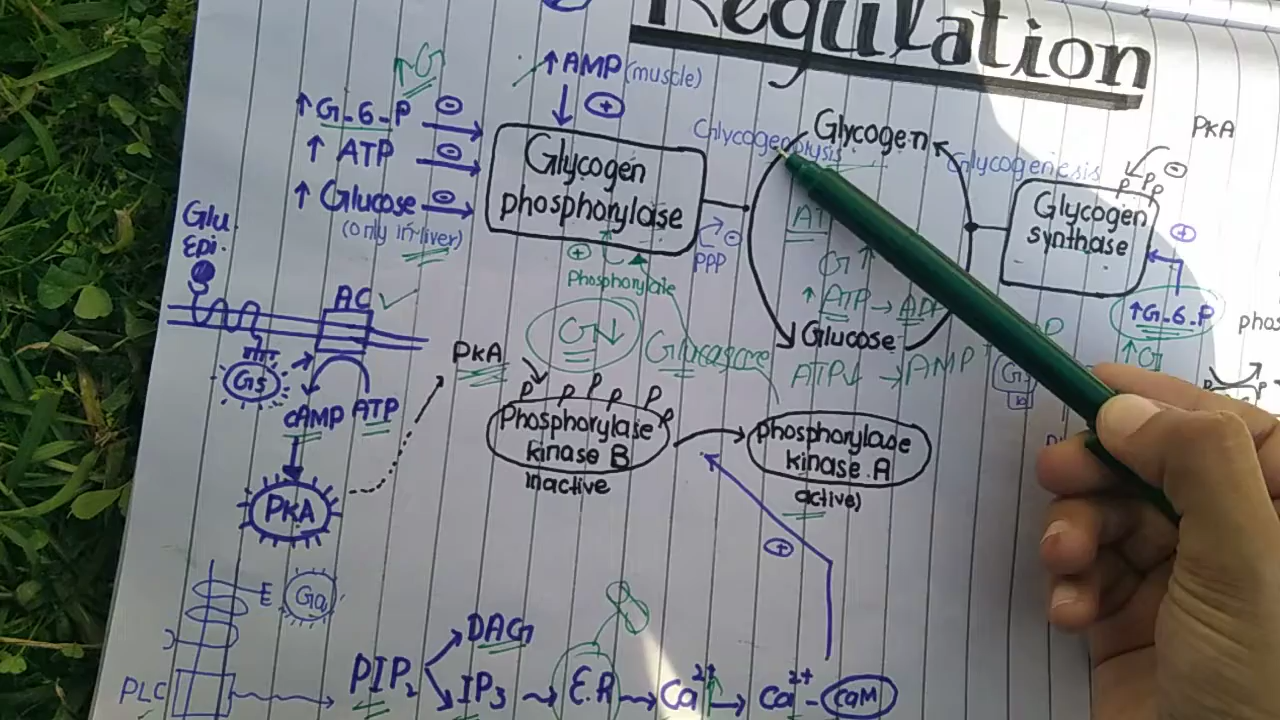 Regulation
↑G
↑AMP (muscle)
⊕
↑G-6-P ⊖
↑ATP ⊖
↑Glucose ⊖
(only in liver)
Glycogen
phosphorylase
Glycogen
Glucose
Glycogenesis
PKA
⊖
P P P
Glycogen
synthase
⊕
↑G-6-P
↑G
PPP ⊖
⊕
Phosphorylate
G↑
↑ATP → ADP
ATP↓ → AMP
G↓
Glucagone
Glu
Epi.
AC
Gs
cAMP ATP
PKA
PKA
P P P P P
Phosphorylase
kinase B
inactive
Phosphorylase
kinase A
active)
⊕
E
Gq
PLC
PIP2
DAG
IP3
E.R
Ca2+↑
Ca2+-CaM